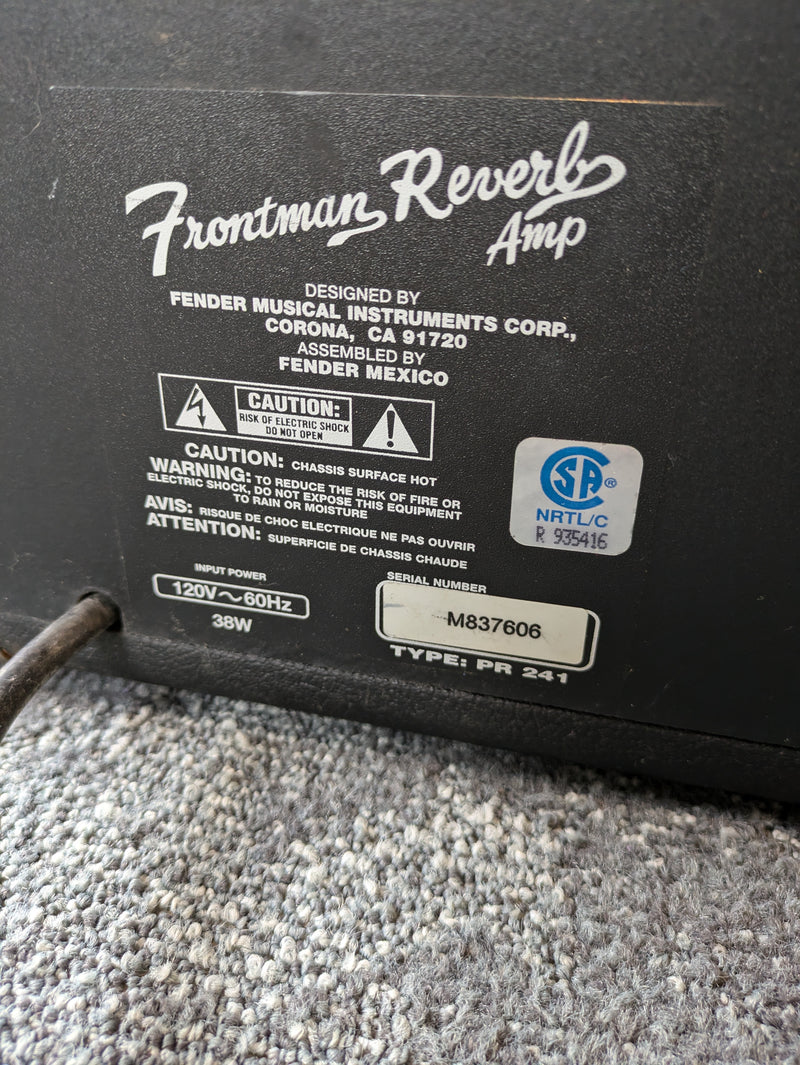 Frontman Reverb
Amp
DESIGNED BY
FENDER MUSICAL INSTRUMENTS CORP.,
CORONA, CA 91720
ASSEMBLED BY
FENDER MEXICO
CAUTION:
RISK OF ELECTRIC SHOCK
DO NOT OPEN
CAUTION: CHASSIS SURFACE HOT
WARNING: TO REDUCE THE RISK OF FIRE OR
ELECTRIC SHOCK, DO NOT EXPOSE THIS EQUIPMENT
TO RAIN OR MOISTURE
AVIS: RISQUE DE CHOC ELECTRIQUE NE PAS OUVRIR
ATTENTION: SUPERFICIE DE CHASSIS CHAUDE
SA®
NRTL/C
R 935416
INPUT POWER
120V~60Hz
38W
SERIAL NUMBER
M837606
TYPE: PR 241